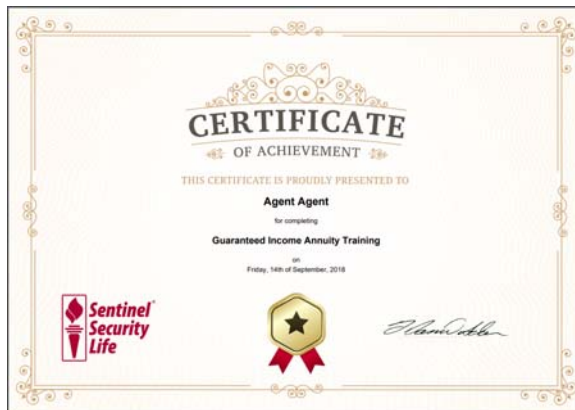 CERTIFICATE
OF ACHIEVEMENT
THIS CERTIFICATE IS PROUDLY PRESENTED TO
Agent Agent
for completing
Guaranteed Income Annuity Training
on
Friday, 14th of September, 2018
Sentinel
Security
Life